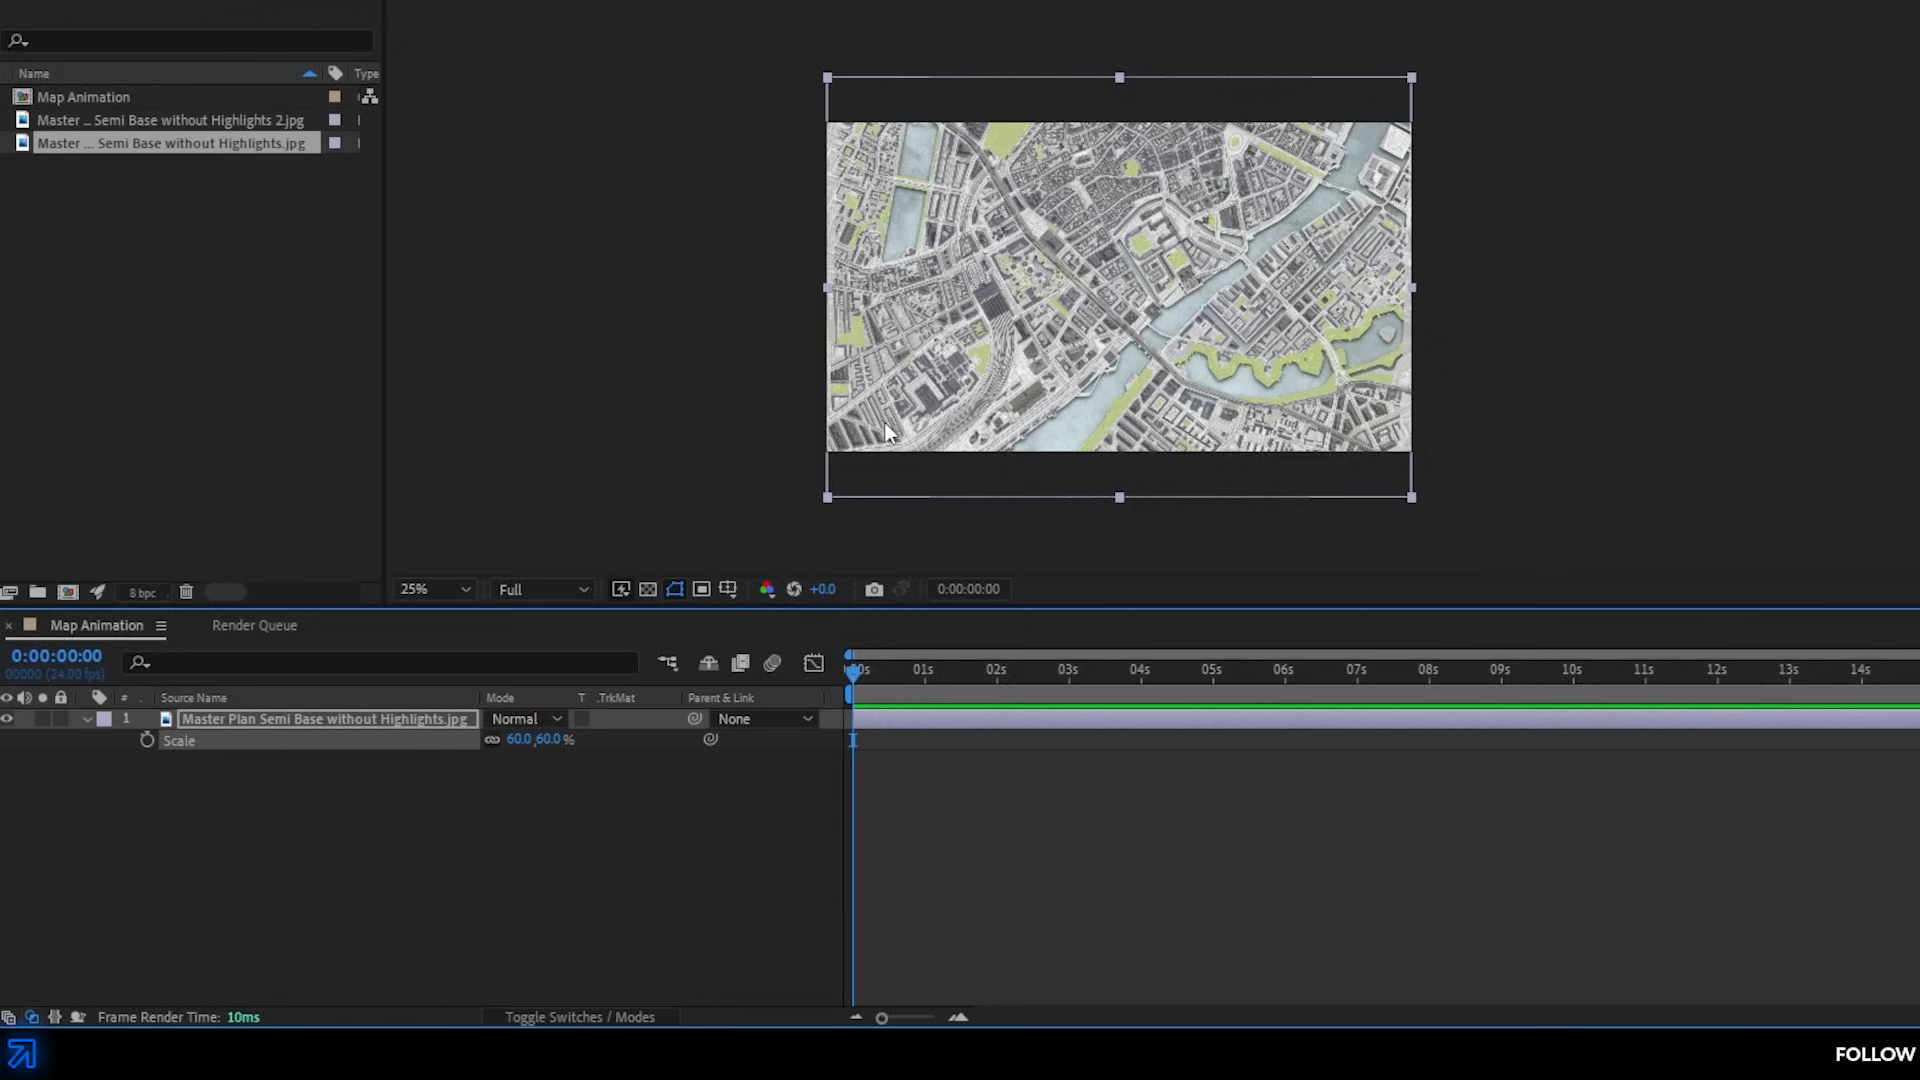 Name Type
Map Animation
Master ... Semi Base without Highlights 2.jpg
Master ... Semi Base without Highlights.jpg
8 bpc
25% Full +0.0 0:00:00:00
Map Animation Render Queue
0:00:00:00
00000 (24.00 fps)
01s 02s 03s 04s 05s 06s 07s 08s 09s 10s 11s 12s 13s 14s
# Source Name Mode T .TrkMat Parent & Link
1 Master Plan Semi Base without Highlights.jpg Normal None
Scale 60.0,60.0 %
Frame Render Time: 10ms Toggle Switches / Modes
FOLLOW